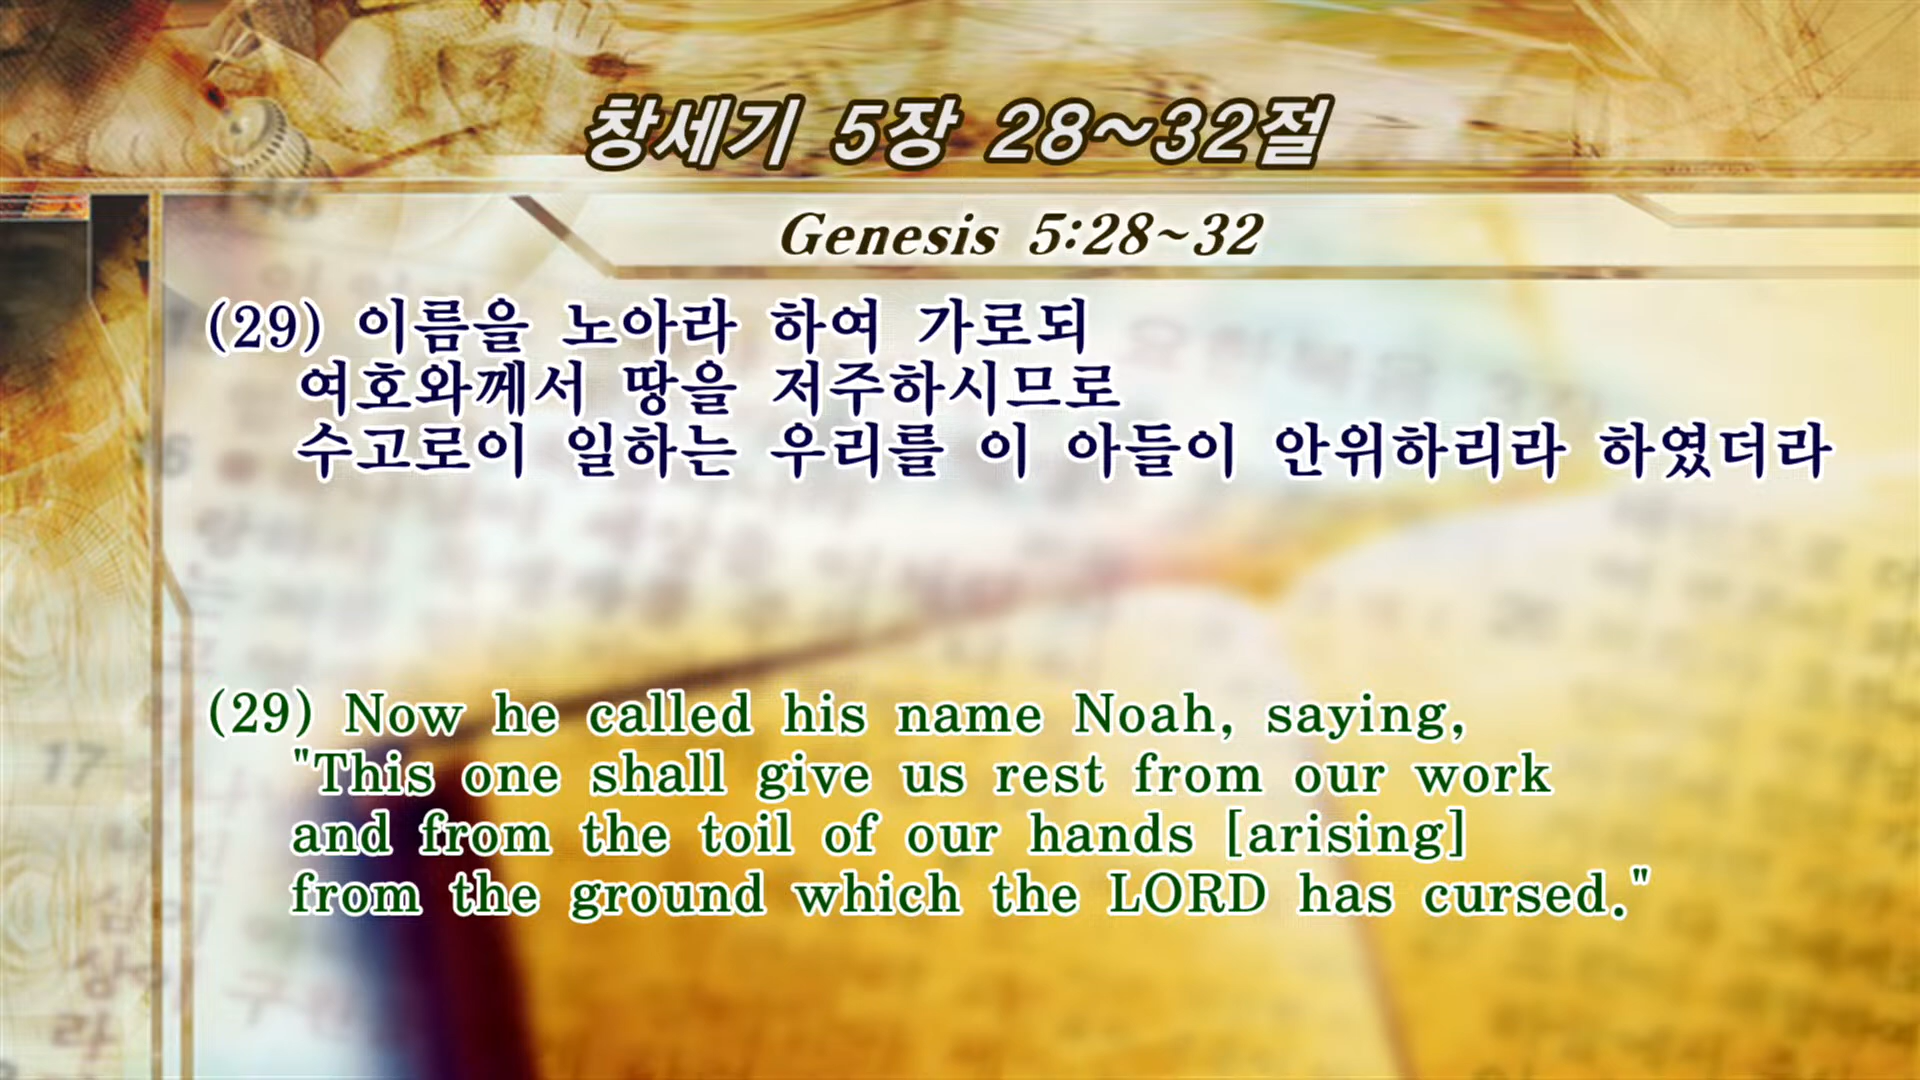 창세기 5장 28~32절
Genesis 5:28~32
(29) 이름을 노아라 하여 가로되
여호와께서 땅을 저주하시므로
수고로이 일하는 우리를 이 아들이 안위하리라 하였더라
(29) Now he called his name Noah, saying,
"This one shall give us rest from our work
and from the toil of our hands [arising]
from the ground which the LORD has cursed."
17